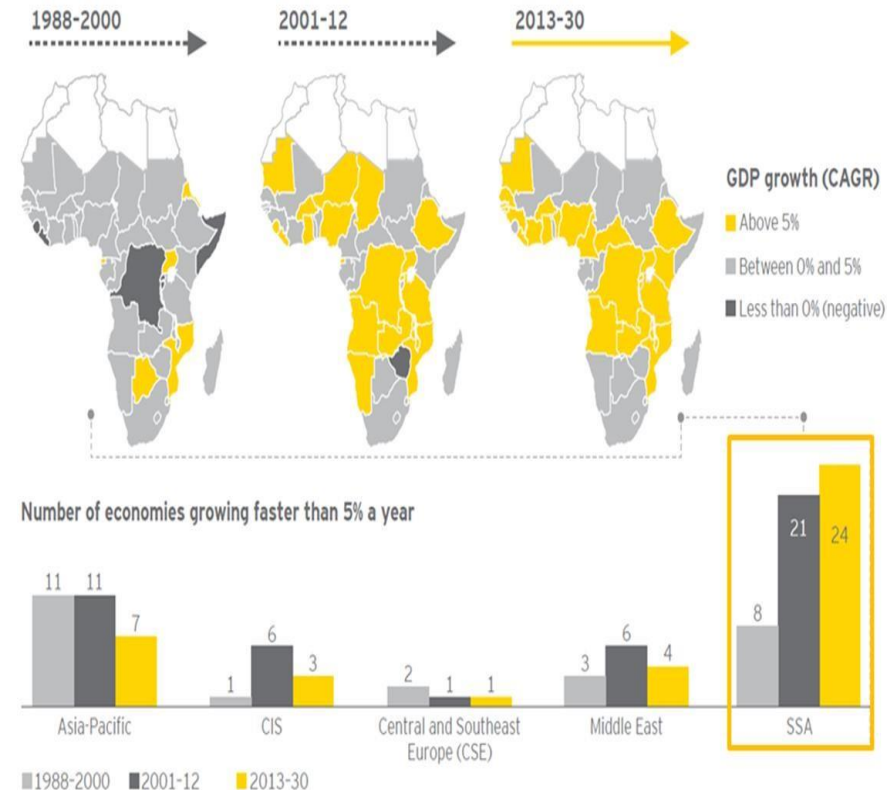 1988-2000
2001-12
2013-30
GDP growth (CAGR)
Above 5%
Between 0% and 5%
Less than 0% (negative)
Number of economies growing faster than 5% a year
11 11 7
1 6 3
2 1 1
3 6 4
8 21 24
Asia-Pacific
CIS
Central and Southeast
Europe (CSE)
Middle East
SSA
1988-2000 2001-12 2013-30